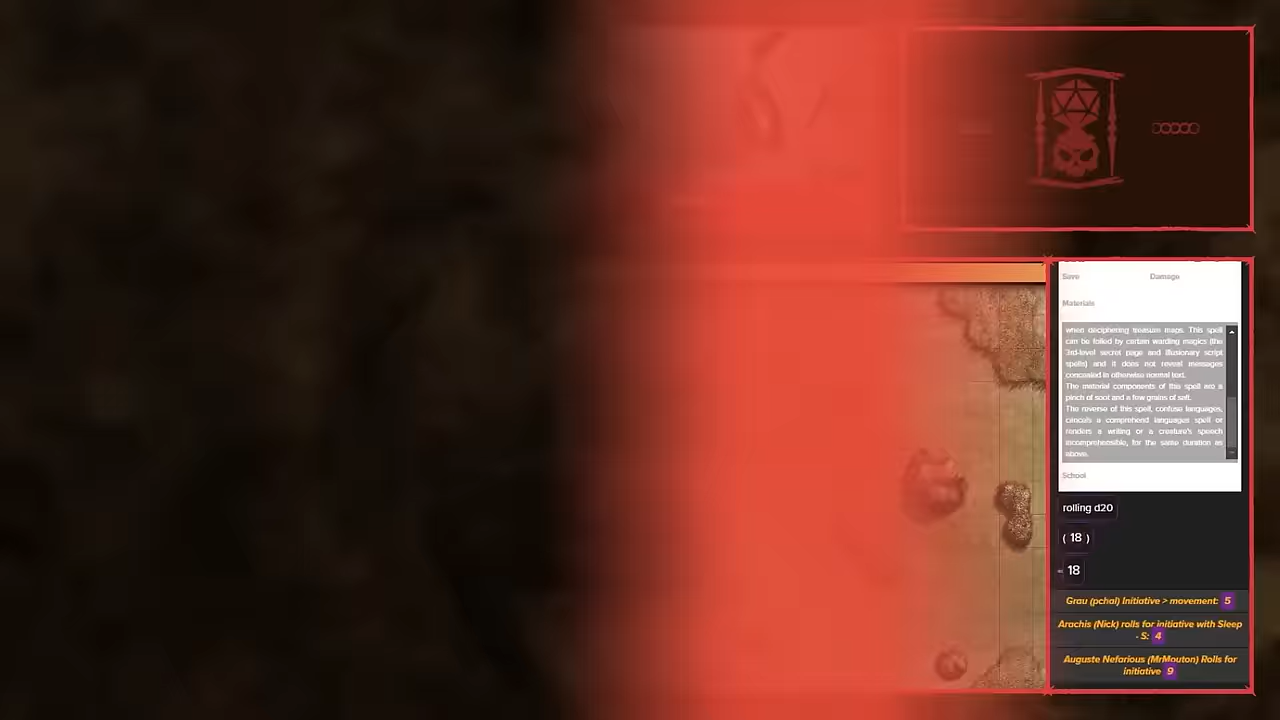 Save Damage
Materials
when deciphering treasure maps. This spell
can be foiled by certain warding magics (the
3rd-level secret page and illusionary script
spells) and it does not reveal messages
concealed in otherwise normal text.
The material components of this spell are a
pinch of soot and a few grains of salt.
The reverse of this spell, confuse languages,
cancels a comprehend languages spell or
renders a writing or a creature's speech
incomprehensible, for the same duration as
above.
School
rolling d20
( 18 )
= 18
Grau (pchal) Initiative > movement: 5
Arachis (Nick) rolls for initiative with Sleep
- S: 4
Auguste Nefarious (MrMouton) Rolls for
initiative 9